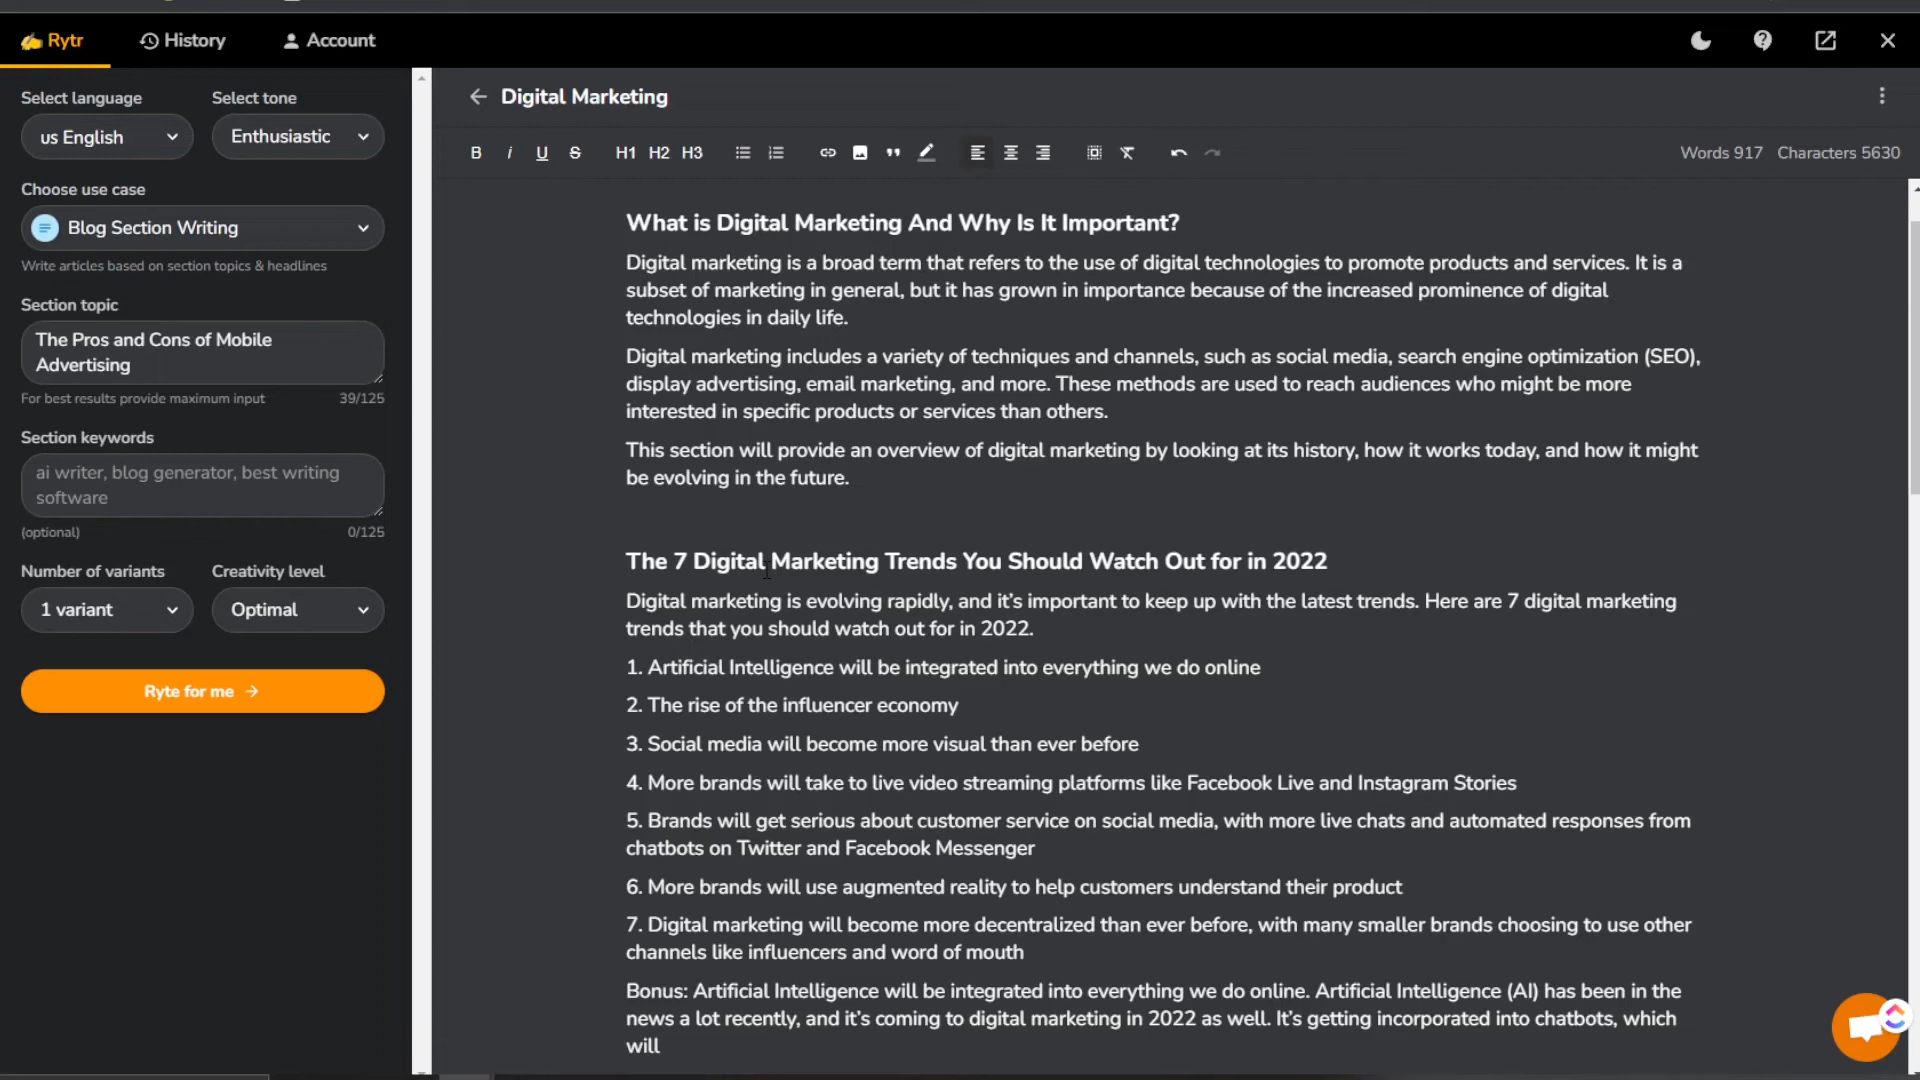 Rytr
History
Account
Select language
Select tone
us English
Enthusiastic
Choose use case
Blog Section Writing
Write articles based on section topics & headlines
Section topic
The Pros and Cons of Mobile
Advertising
For best results provide maximum input
39/125
Section keywords
ai writer, blog generator, best writing
software
(optional)
0/125
Number of variants
Creativity level
1 variant
Optimal
Ryte for me
Digital Marketing
B i U S H1 H2 H3
Words 917 Characters 5630
What is Digital Marketing And Why Is It Important?
Digital marketing is a broad term that refers to the use of digital technologies to promote products and services. It is a
subset of marketing in general, but it has grown in importance because of the increased prominence of digital
technologies in daily life.
Digital marketing includes a variety of techniques and channels, such as social media, search engine optimization (SEO),
display advertising, email marketing, and more. These methods are used to reach audiences who might be more
interested in specific products or services than others.
This section will provide an overview of digital marketing by looking at its history, how it works today, and how it might
be evolving in the future.
The 7 Digital Marketing Trends You Should Watch Out for in 2022
Digital marketing is evolving rapidly, and it's important to keep up with the latest trends. Here are 7 digital marketing
trends that you should watch out for in 2022.
1. Artificial Intelligence will be integrated into everything we do online
2. The rise of the influencer economy
3. Social media will become more visual than ever before
4. More brands will take to live video streaming platforms like Facebook Live and Instagram Stories
5. Brands will get serious about customer service on social media, with more live chats and automated responses from
chatbots on Twitter and Facebook Messenger
6. More brands will use augmented reality to help customers understand their product
7. Digital marketing will become more decentralized than ever before, with many smaller brands choosing to use other
channels like influencers and word of mouth
Bonus: Artificial Intelligence will be integrated into everything we do online. Artificial Intelligence (AI) has been in the
news a lot recently, and it's coming to digital marketing in 2022 as well. It's getting incorporated into chatbots, which
will